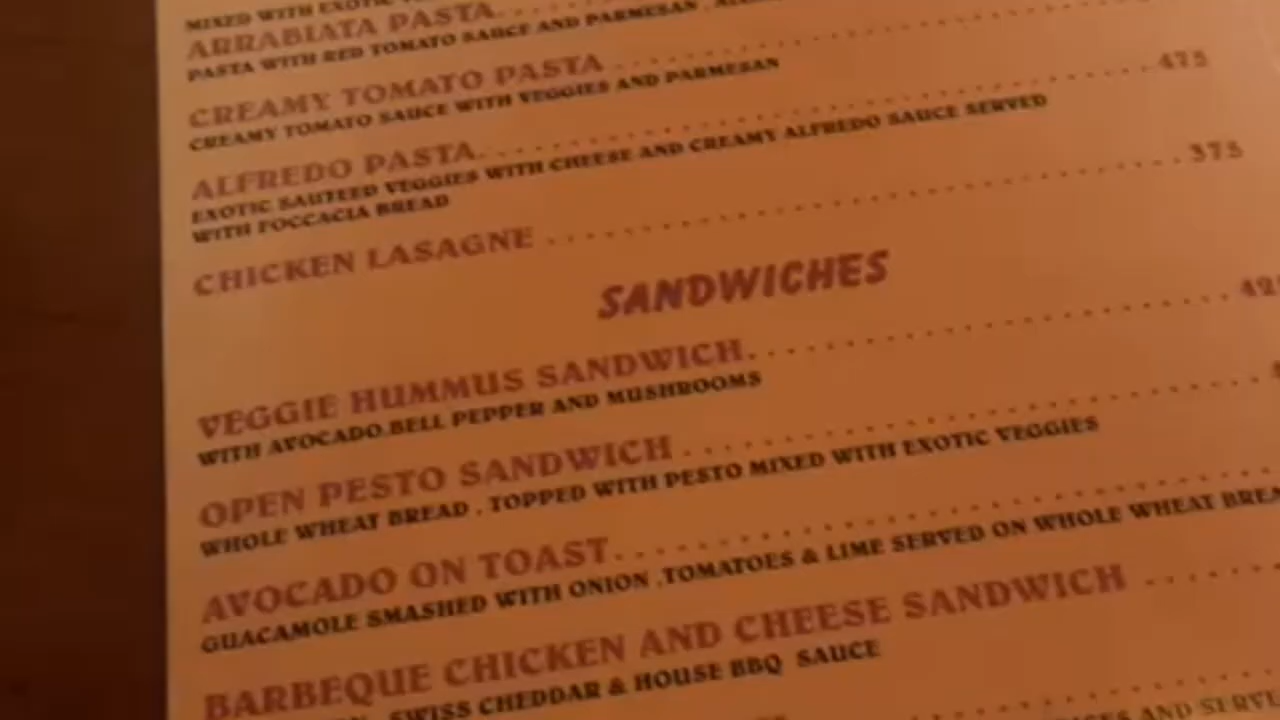 MIXED WITH EXOTIC
ARRABIATA PASTA
PASTA WITH RED TOMATO SAUCE AND PARMESAN .
CREAMY TOMATO PASTA
CREAMY TOMATO SAUCE WITH VEGGIES AND PARMESAN
475
ALFREDO PASTA
EXOTIC SAUTEED VEGGIES WITH CHEESE AND CREAMY ALFREDO SAUCE SERVED
WITH FOCCACIA BREAD
375
CHICKEN LASAGNE
SANDWICHES
VEGGIE HUMMUS SANDWICH
WITH AVOCADO.BELL PEPPER AND MUSHROOMS
OPEN PESTO SANDWICH
WHOLE WHEAT BREAD . TOPPED WITH PESTO MIXED WITH EXOTIC VEGGIES
AVOCADO ON TOAST
GUACAMOLE SMASHED WITH ONION .TOMATOES & LIME SERVED ON WHOLE WHEAT
BARBEQUE CHICKEN AND CHEESE SANDWICH
SWISS CHEDDAR & HOUSE BBQ SAUCE
AND